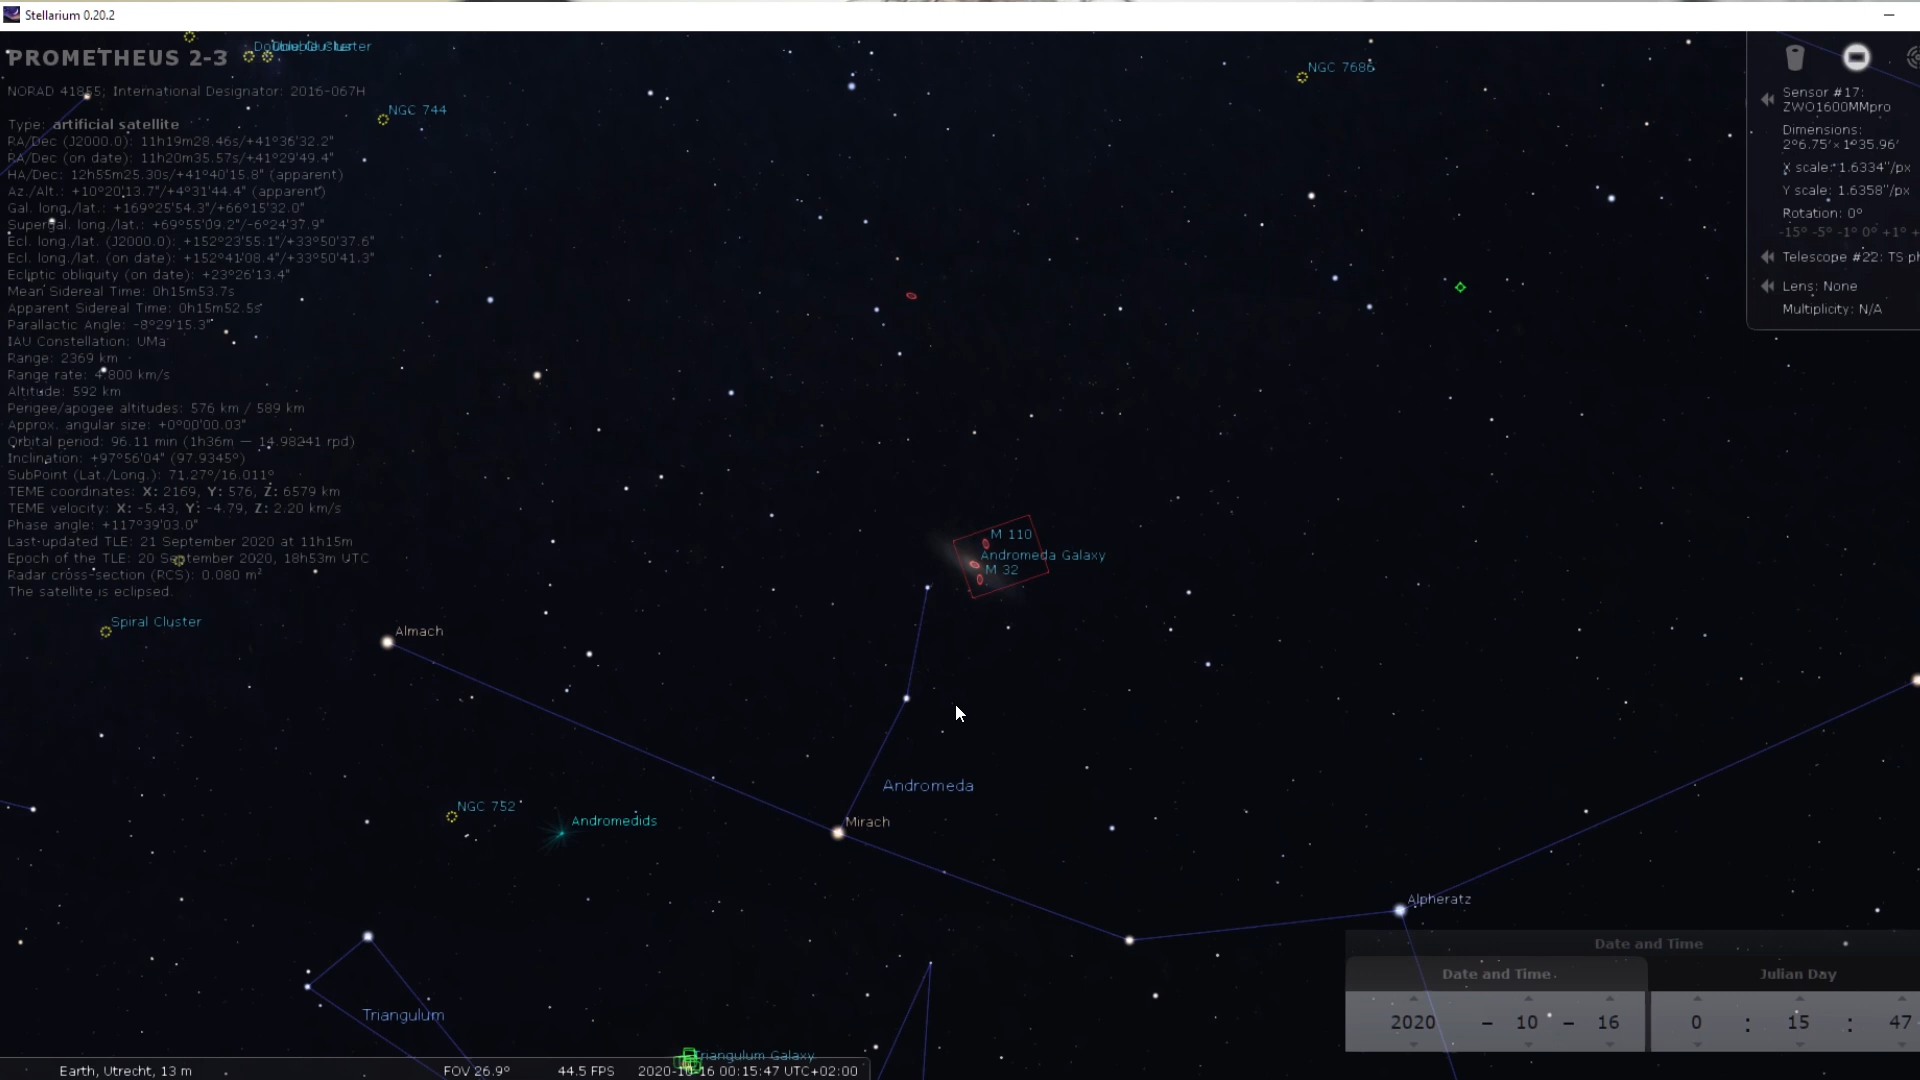 Stellarium 0.20.2
PROMETHEUS 2-3
NORAD 41855; International Designator: 2016-067H
Type: artificial satellite
RA/Dec (J2000.0): 11h19m28.46s/+41°36'32.2"
RA/Dec (on date): 11h20m35.57s/+41°29'49.4"
HA/Dec: 12h55m25.30s/+41°40'15.8" (apparent)
Az./Alt.: +10°20'13.7"/+4°31'44.4" (apparent)
Gal. long./lat.: +169°25'54.3"/+66°15'32.0"
Supergal. long./lat.: +69°55'09.2"/-6°24'37.9"
Ecl. long./lat. (J2000.0): +152°23'55.1"/+33°50'37.6"
Ecl. long./lat. (on date): +152°41'08.4"/+33°50'41.3"
Ecliptic obliquity (on date): +23°26'13.4"
Mean Sidereal Time: 0h15m53.7s
Apparent Sidereal Time: 0h15m52.5s
Parallactic Angle: -8°29'15.3"
IAU Constellation: UMa
Range: 2369 km
Range rate: 4.800 km/s
Altitude: 592 km
Perigee/apogee altitudes: 576 km / 589 km
Approx. angular size: +0°00'00.03"
Orbital period: 96.11 min (1h36m — 14.98241 rpd)
Inclination: +97°56'04" (97.9345°)
SubPoint (Lat./Long.): 71.27°/16.011°
TEME coordinates: X: 2169, Y: 576, Z: 6579 km
TEME velocity: X: -5.43, Y: -4.79, Z: 2.20 km/s
Phase angle: +117°39'03.0"
Last-updated TLE: 21 September 2020 at 11h15m
Epoch of the TLE: 20 September 2020, 18h53m UTC
Radar cross-section (RCS): 0.080 m²
The satellite is eclipsed.
Double Cluster
NGC 744
NGC 7686
Sensor #17:
ZWO1600MMpro
Dimensions:
2°6.75' × 1°35.96'
X scale: 1.6334"/px
Y scale: 1.6358"/px
Rotation: 0°
-15° -5° -1° 0° +1° +
Telescope #22: TS ph
Lens: None
Multiplicity: N/A
M 110
Andromeda Galaxy
M 32
Spiral Cluster
Almach
Andromeda
NGC 752
Andromedids
Mirach
Alpheratz
Triangulum
Triangulum Galaxy
Date and Time
Date and Time
Julian Day
2020 - 10 - 16
0 : 15 : 47
Earth, Utrecht, 13 m
FOV 26.9°
44.5 FPS
2020-10-16 00:15:47 UTC+02:00